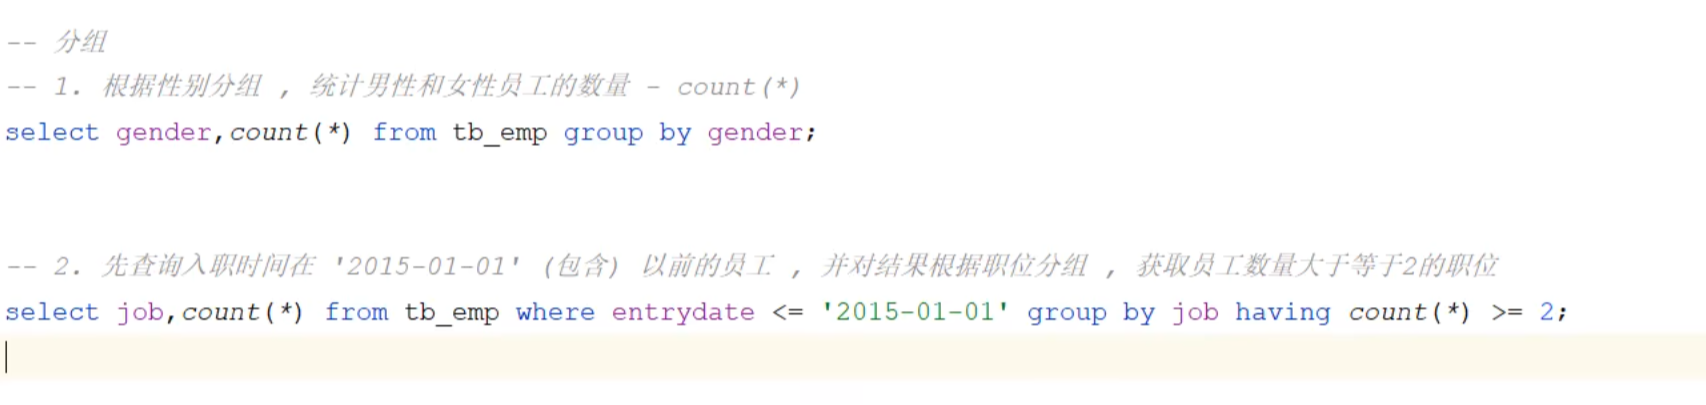 -- 分组
-- 1. 根据性别分组 , 统计男性和女性员工的数量 - count(*)
select gender,count(*) from tb_emp group by gender;
-- 2. 先查询入职时间在 '2015-01-01' (包含) 以前的员工 , 并对结果根据职位分组 , 获取员工数量大于等于2的职位
select job,count(*) from tb_emp where entrydate <= '2015-01-01' group by job having count(*) >= 2;